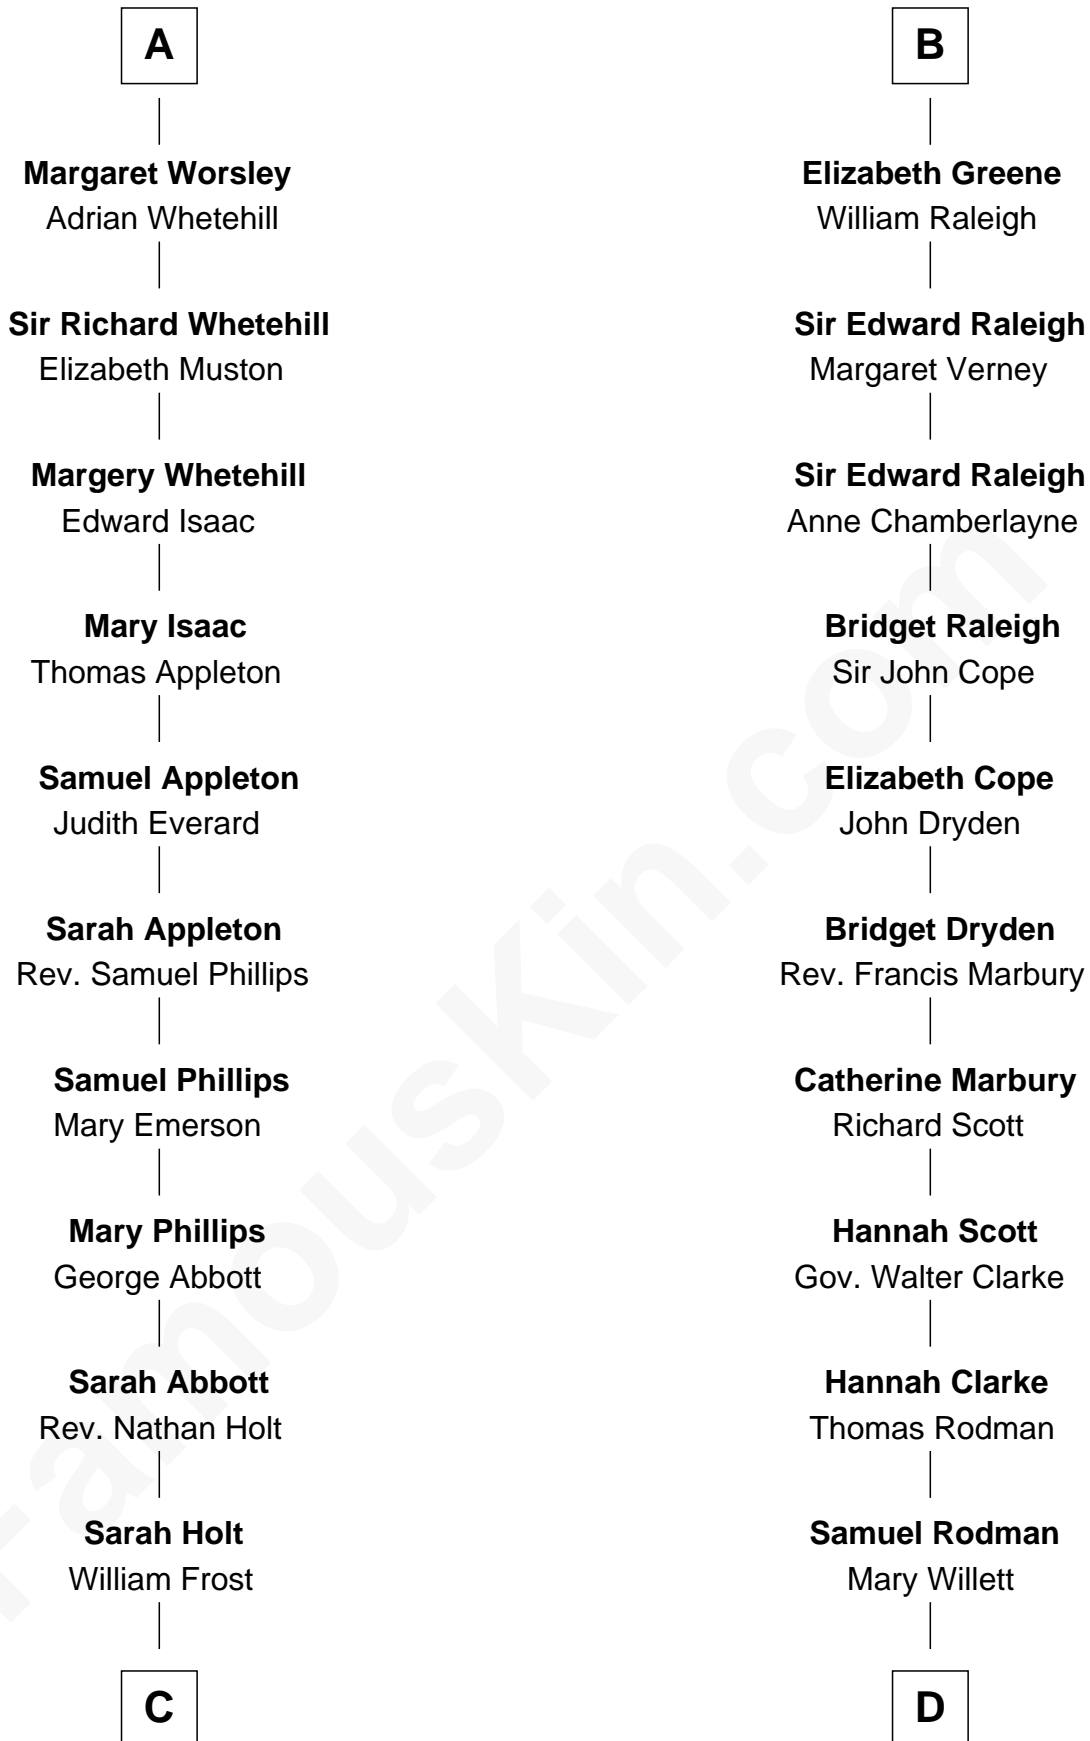 A
Margaret Worsley
Adrian Whetehill
Sir Richard Whetehill
Elizabeth Muston
Margery Whetehill
Edward Isaac
Mary Isaac
Thomas Appleton
Samuel Appleton
Judith Everard
Sarah Appleton
Rev. Samuel Phillips
Samuel Phillips
Mary Emerson
Mary Phillips
George Abbott
Sarah Abbott
Rev. Nathan Holt
Sarah Holt
William Frost
C
B
Elizabeth Greene
William Raleigh
Sir Edward Raleigh
Margaret Verney
Sir Edward Raleigh
Anne Chamberlayne
Bridget Raleigh
Sir John Cope
Elizabeth Cope
John Dryden
Bridget Dryden
Rev. Francis Marbury
Catherine Marbury
Richard Scott
Hannah Scott
Gov. Walter Clarke
Hannah Clarke
Thomas Rodman
Samuel Rodman
Mary Willett
D
FamousKin.com